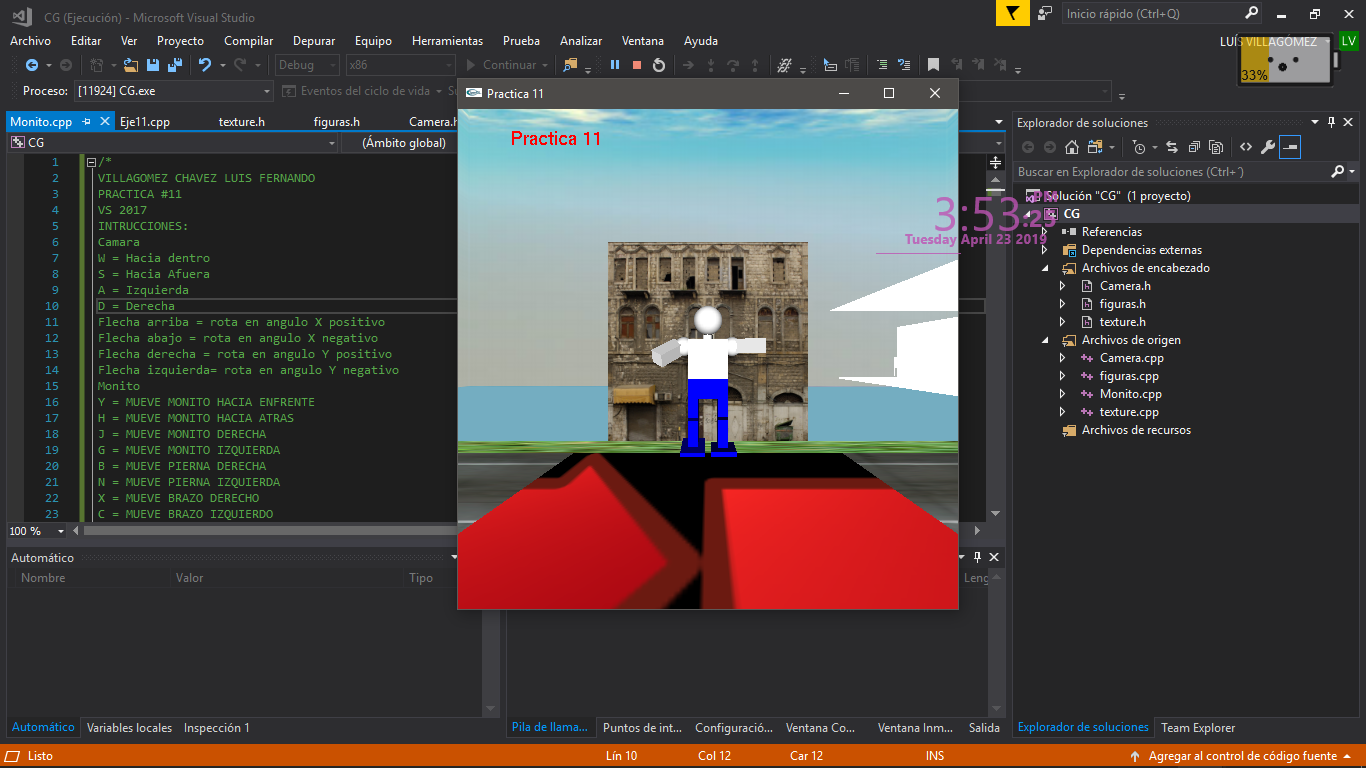 CG (Ejecución) - Microsoft Visual Studio
Inicio rápido (Ctrl+Q)
Archivo Editar Ver Proyecto Compilar Depurar Equipo Herramientas Prueba Analizar Ventana Ayuda
LUIS VILLAGÓMEZ LV
33%
Debug x86 Continuar
Proceso: [11924] CG.exe Eventos del ciclo de vida
Practica 11
Practica 11
Monito.cpp Eje11.cpp texture.h figuras.h Camera.h
CG (Ámbito global)
1 /*
2 VILLAGOMEZ CHAVEZ LUIS FERNANDO
3 PRACTICA #11
4 VS 2017
5 INTRUCCIONES:
6 Camara
7 W = Hacia dentro
8 S = Hacia Afuera
9 A = Izquierda
10 D = Derecha
11 Flecha arriba = rota en angulo X positivo
12 Flecha abajo = rota en angulo X negativo
13 Flecha derecha = rota en angulo Y positivo
14 Flecha izquierda= rota en angulo Y negativo
15 Monito
16 Y = MUEVE MONITO HACIA ENFRENTE
17 H = MUEVE MONITO HACIA ATRAS
18 J = MUEVE MONITO DERECHA
19 G = MUEVE MONITO IZQUIERDA
20 B = MUEVE PIERNA DERECHA
21 N = MUEVE PIERNA IZQUIERDA
22 X = MUEVE BRAZO DERECHO
23 C = MUEVE BRAZO IZQUIERDO
100 %
3:53:25 PM
Tuesday April 23 2019
Explorador de soluciones
Buscar en Explorador de soluciones (Ctrl+´)
Solución "CG" (1 proyecto)
CG
Referencias
Dependencias externas
Archivos de encabezado
Camera.h
figuras.h
texture.h
Archivos de origen
Camera.cpp
figuras.cpp
Monito.cpp
texture.cpp
Archivos de recursos
Automático
Nombre Valor Tipo
Leng
Automático Variables locales Inspección 1
Pila de llama... Puntos de int... Configuració... Ventana Co... Ventana Inm... Salida
Explorador de soluciones Team Explorer
Listo Lín 10 Col 12 Car 12 INS Agregar al control de código fuente